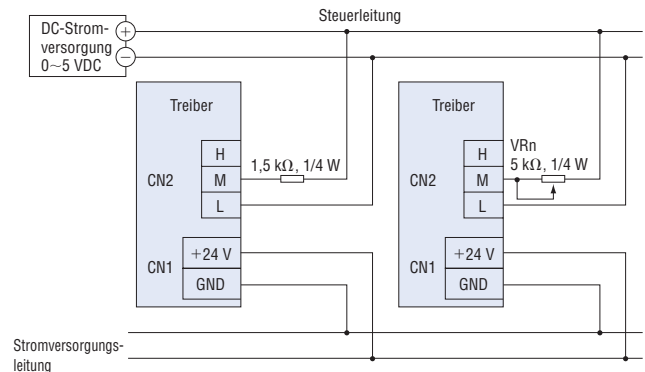 Steuerleitung
DC-Strom-
versorgung
0~5 VDC
+
−
Treiber
H
M
L
CN2
1,5 kΩ, 1/4 W
+24 V
GND
CN1
Treiber
H
M
L
CN2
VRn
5 kΩ, 1/4 W
+24 V
GND
CN1
Stromversorgungs-
leitung